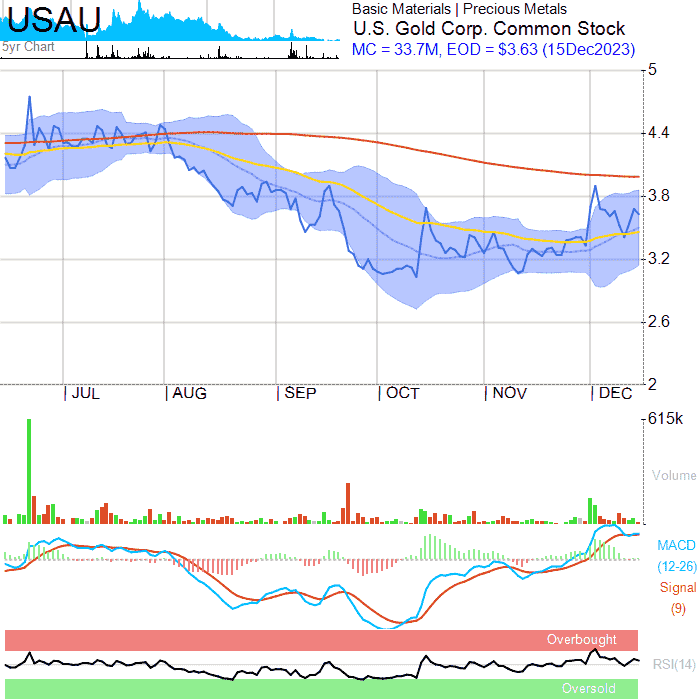 USAU
5yr Chart
Basic Materials | Precious Metals
U.S. Gold Corp. Common Stock
MC = 33.7M, EOD = $3.63 (15Dec2023)
5
4.4
3.8
3.2
2.6
2
JUL AUG SEP OCT NOV DEC
615k
Volume
MACD
(12-26)
Signal
(9)
Overbought
RSI(14)
Oversold